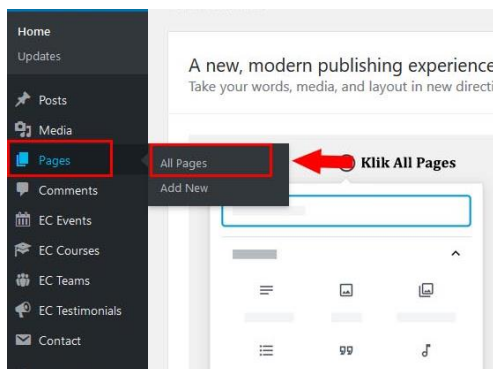 Home
Updates
Posts
Media
Pages
Comments
EC Events
EC Courses
EC Teams
EC Testimonials
Contact
All Pages
Add New
A new, modern publishing experience
Take your words, media, and layout in new directi
Klik All Pages